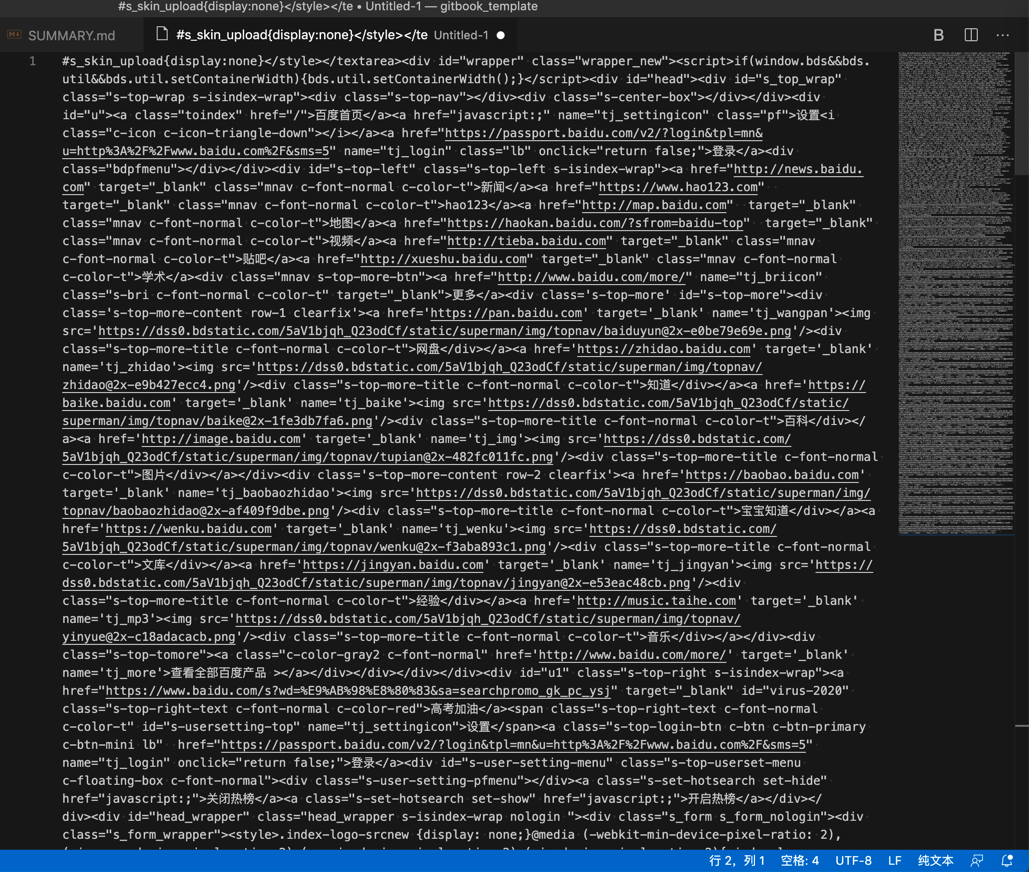 #s_skin_upload{display:none}</style></te • Untitled-1 — gitbook_template
SUMMARY.md
#s_skin_upload{display:none}</style></te Untitled-1 ●
B
1
#s_skin_upload{display:none}</style></textarea><div id="wrapper" class="wrapper_new"><script>if(window.bds&&bds.
util&&bds.util.setContainerWidth){bds.util.setContainerWidth();}</script><div id="head"><div id="s_top_wrap"
class="s-top-wrap s-isindex-wrap"><div class="s-top-nav"></div><div class="s-center-box"></div></div><div
id="u"><a class="toindex" href="/">百度首页</a><a href="javascript:;" name="tj_settingicon" class="pf">设置<i
class="c-icon c-icon-triangle-down"></i></a><a href="https://passport.baidu.com/v2/?login&tpl=mn&
u=http%3A%2F%2Fwww.baidu.com%2F&sms=5" name="tj_login" class="lb" onclick="return false;">登录</a><div
class="bdpfmenu"></div></div><div id="s-top-left" class="s-top-left s-isindex-wrap"><a href="http://news.baidu.
com" target="_blank" class="mnav c-font-normal c-color-t">新闻</a><a href="https://www.hao123.com"
target="_blank" class="mnav c-font-normal c-color-t">hao123</a><a href="http://map.baidu.com" target="_blank"
class="mnav c-font-normal c-color-t">地图</a><a href="https://haokan.baidu.com/?sfrom=baidu-top" target="_blank"
class="mnav c-font-normal c-color-t">视频</a><a href="http://tieba.baidu.com" target="_blank" class="mnav
c-font-normal c-color-t">贴吧</a><a href="http://xueshu.baidu.com" target="_blank" class="mnav c-font-normal
c-color-t">学术</a><div class="mnav s-top-more-btn"><a href="http://www.baidu.com/more/" name="tj_briicon"
class="s-bri c-font-normal c-color-t" target="_blank">更多</a><div class='s-top-more' id="s-top-more"><div
class='s-top-more-content row-1 clearfix'><a href='https://pan.baidu.com' target='_blank' name='tj_wangpan'><img
src='https://dss0.bdstatic.com/5aV1bjqh_Q23odCf/static/superman/img/topnav/baiduyun@2x-e0be79e69e.png'/><div
class="s-top-more-title c-font-normal c-color-t">网盘</div></a><a href='https://zhidao.baidu.com' target='_blank'
name='tj_zhidao'><img src='https://dss0.bdstatic.com/5aV1bjqh_Q23odCf/static/superman/img/topnav/
zhidao@2x-e9b427ecc4.png'/><div class="s-top-more-title c-font-normal c-color-t">知道</div></a><a href='https://
baike.baidu.com' target='_blank' name='tj_baike'><img src='https://dss0.bdstatic.com/5aV1bjqh_Q23odCf/static/
superman/img/topnav/baike@2x-1fe3db7fa6.png'/><div class="s-top-more-title c-font-normal c-color-t">百科</div></
a><a href='http://image.baidu.com' target='_blank' name='tj_img'><img src='https://dss0.bdstatic.com/
5aV1bjqh_Q23odCf/static/superman/img/topnav/tupian@2x-482fc011fc.png'/><div class="s-top-more-title c-font-normal
c-color-t">图片</div></a></div><div class='s-top-more-content row-2 clearfix'><a href='https://baobao.baidu.com'
target='_blank' name='tj_baobaozhidao'><img src='https://dss0.bdstatic.com/5aV1bjqh_Q23odCf/static/superman/img/
topnav/baobaozhidao@2x-af409f9dbe.png'/><div class="s-top-more-title c-font-normal c-color-t">宝宝知道</div></a><a
href='https://wenku.baidu.com' target='_blank' name='tj_wenku'><img src='https://dss0.bdstatic.com/
5aV1bjqh_Q23odCf/static/superman/img/topnav/wenku@2x-f3aba893c1.png'/><div class="s-top-more-title c-font-normal
c-color-t">文库</div></a><a href='https://jingyan.baidu.com' target='_blank' name='tj_jingyan'><img src='https://
dss0.bdstatic.com/5aV1bjqh_Q23odCf/static/superman/img/topnav/jingyan@2x-e53eac48cb.png'/><div
class="s-top-more-title c-font-normal c-color-t">经验</div></a><a href='http://music.taihe.com' target='_blank'
name='tj_mp3'><img src='https://dss0.bdstatic.com/5aV1bjqh_Q23odCf/static/superman/img/topnav/
yinyue@2x-c18adacacb.png'/><div class="s-top-more-title c-font-normal c-color-t">音乐</div></a></div><div
class="s-top-tomore"><a class="c-color-gray2 c-font-normal" href='http://www.baidu.com/more/' target='_blank'
name='tj_more'>查看全部百度产品 ></a></div></div></div></div><div id="u1" class="s-top-right s-isindex-wrap"><a
href="https://www.baidu.com/s?wd=%E9%AB%98%E8%80%83&sa=searchpromo_gk_pc_ysj" target="_blank" id="virus-2020"
class="s-top-right-text c-font-normal c-color-red">高考加油</a><span class="s-top-right-text c-font-normal
c-color-t" id="s-usersetting-top" name="tj_settingicon">设置</span><a class="s-top-login-btn c-btn c-btn-primary
c-btn-mini lb" href="https://passport.baidu.com/v2/?login&tpl=mn&u=http%3A%2F%2Fwww.baidu.com%2F&sms=5"
name="tj_login" onclick="return false;">登录</a><div id="s-user-setting-menu" class="s-top-userset-menu
c-floating-box c-font-normal"><div class="s-user-setting-pfmenu"></div><a class="s-set-hotsearch set-hide"
href="javascript:;">关闭热榜</a><a class="s-set-hotsearch set-show" href="javascript:;">开启热榜</a></div></
div><div id="head_wrapper" class="head_wrapper s-isindex-wrap nologin "><div class="s_form s_form_nologin"><div
class="s_form_wrapper"><style>.index-logo-srcnew {display: none;}@media (-webkit-min-device-pixel-ratio: 2),
行 2，列 1 空格: 4 UTF-8 LF 纯文本